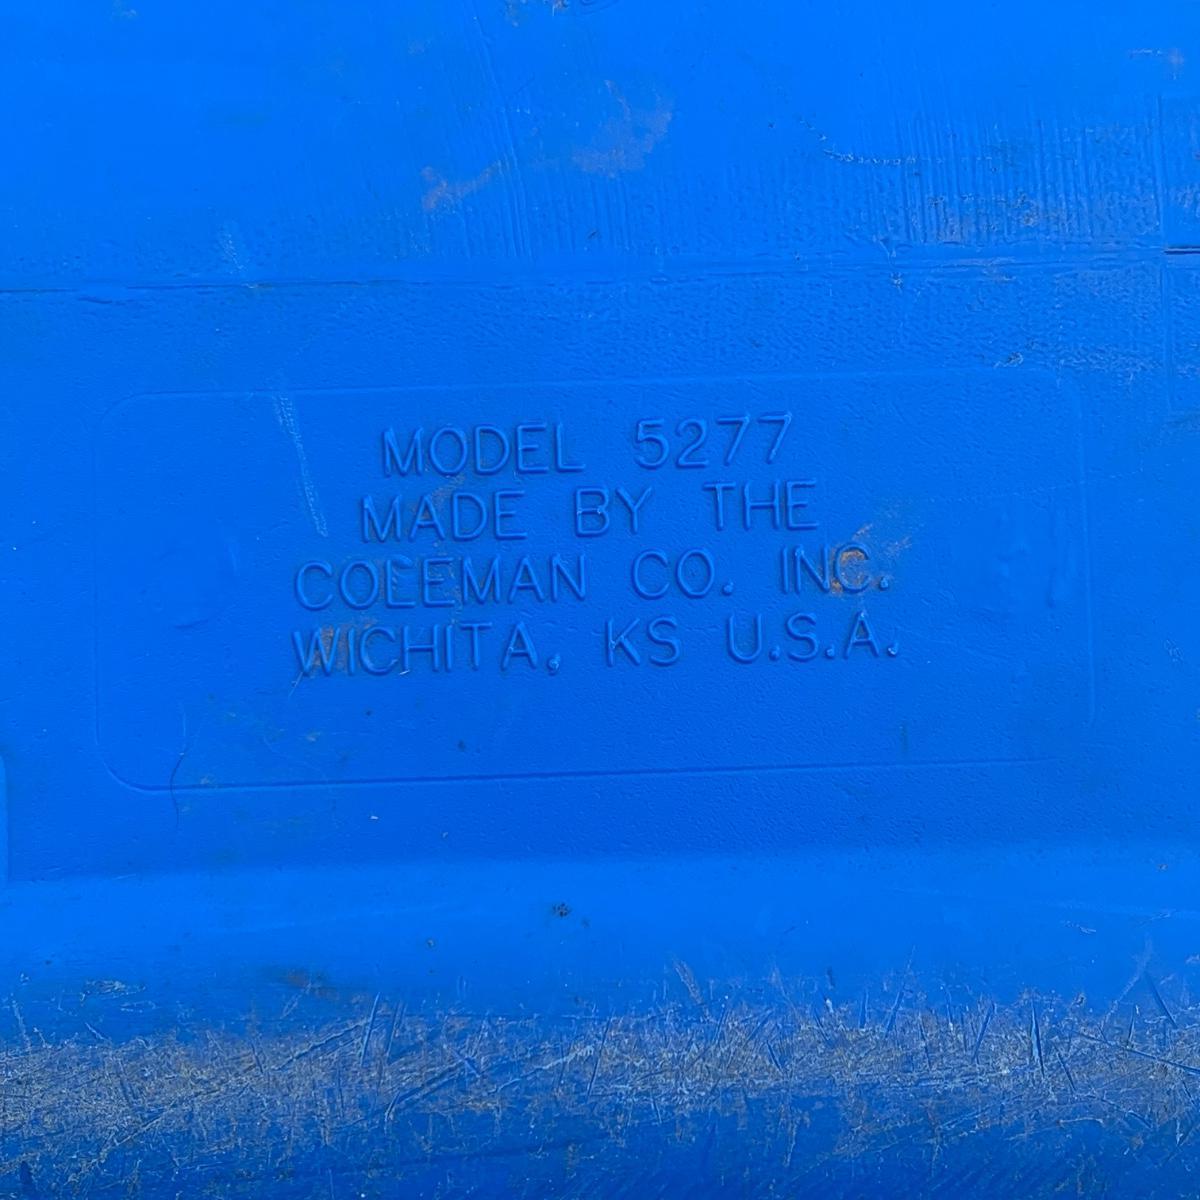 MODEL 5277
MADE BY THE
COLEMAN CO. INC.
WICHITA, KS U.S.A.